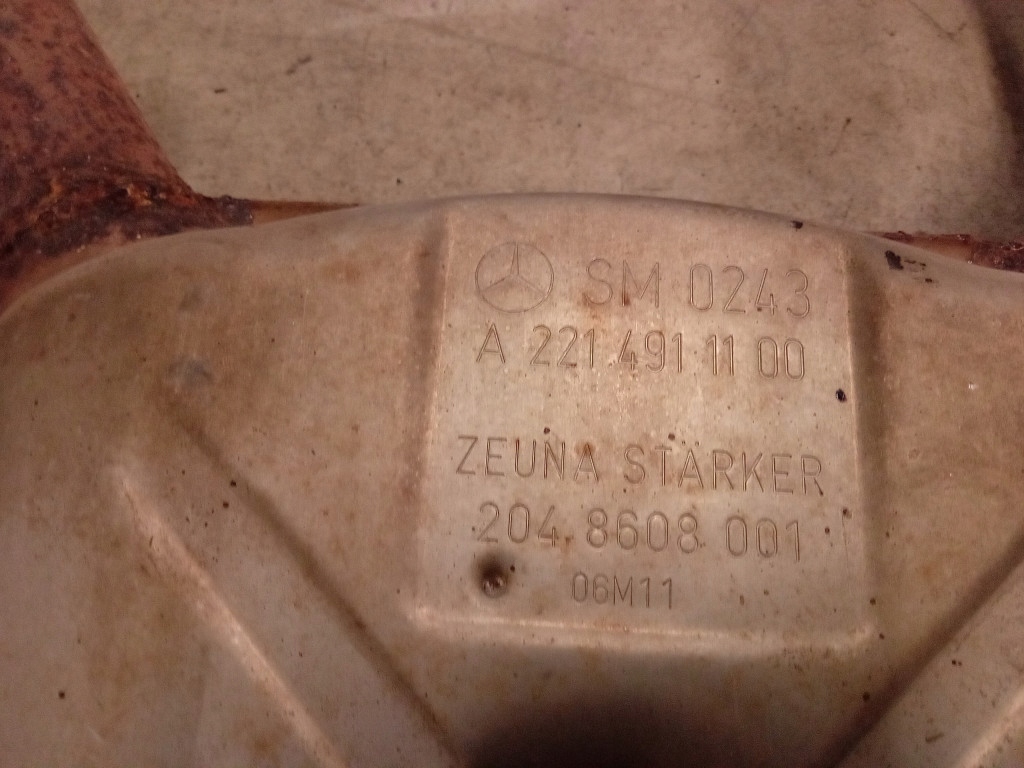 SM 0243
A 221 491 11 00
ZEUNA STÄRKER
204 8608 001
06M11